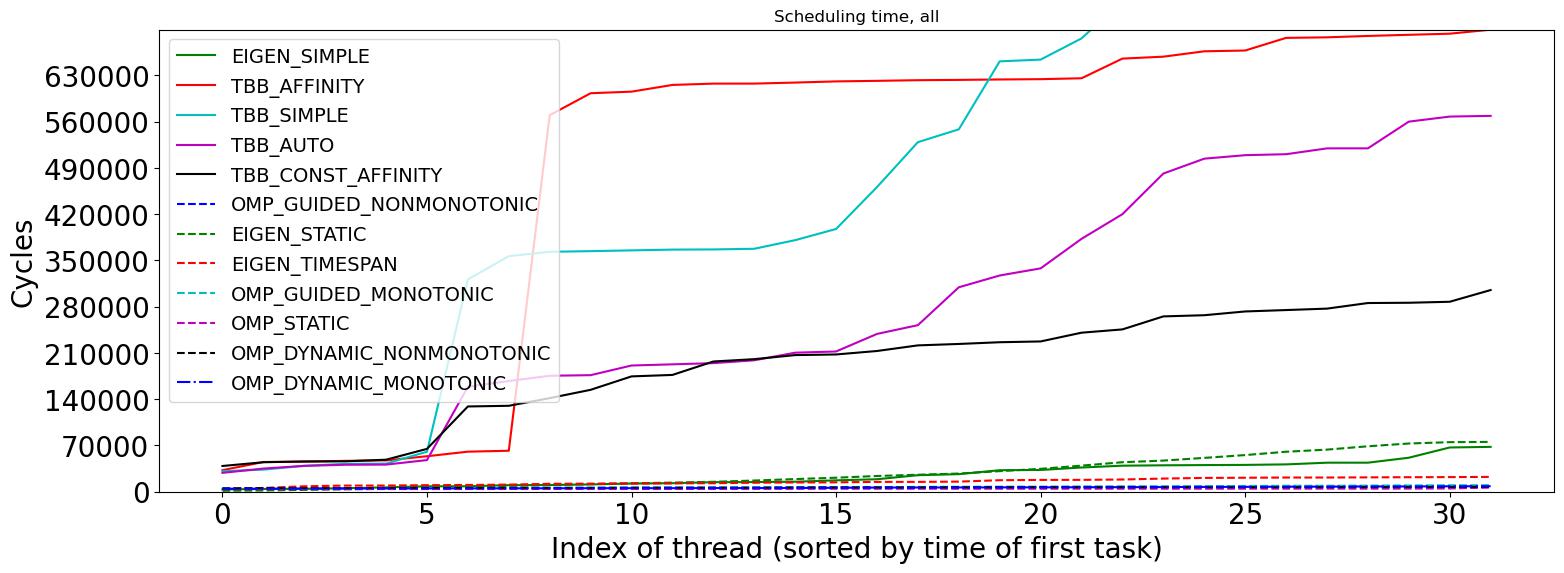 Scheduling time, all
EIGEN_SIMPLE
TBB_AFFINITY
TBB_SIMPLE
TBB_AUTO
TBB_CONST_AFFINITY
OMP_GUIDED_NONMONOTONIC
EIGEN_STATIC
EIGEN_TIMESPAN
OMP_GUIDED_MONOTONIC
OMP_STATIC
OMP_DYNAMIC_NONMONOTONIC
OMP_DYNAMIC_MONOTONIC
Cycles
630000
560000
490000
420000
350000
280000
210000
140000
70000
0
0 5 10 15 20 25 30
Index of thread (sorted by time of first task)